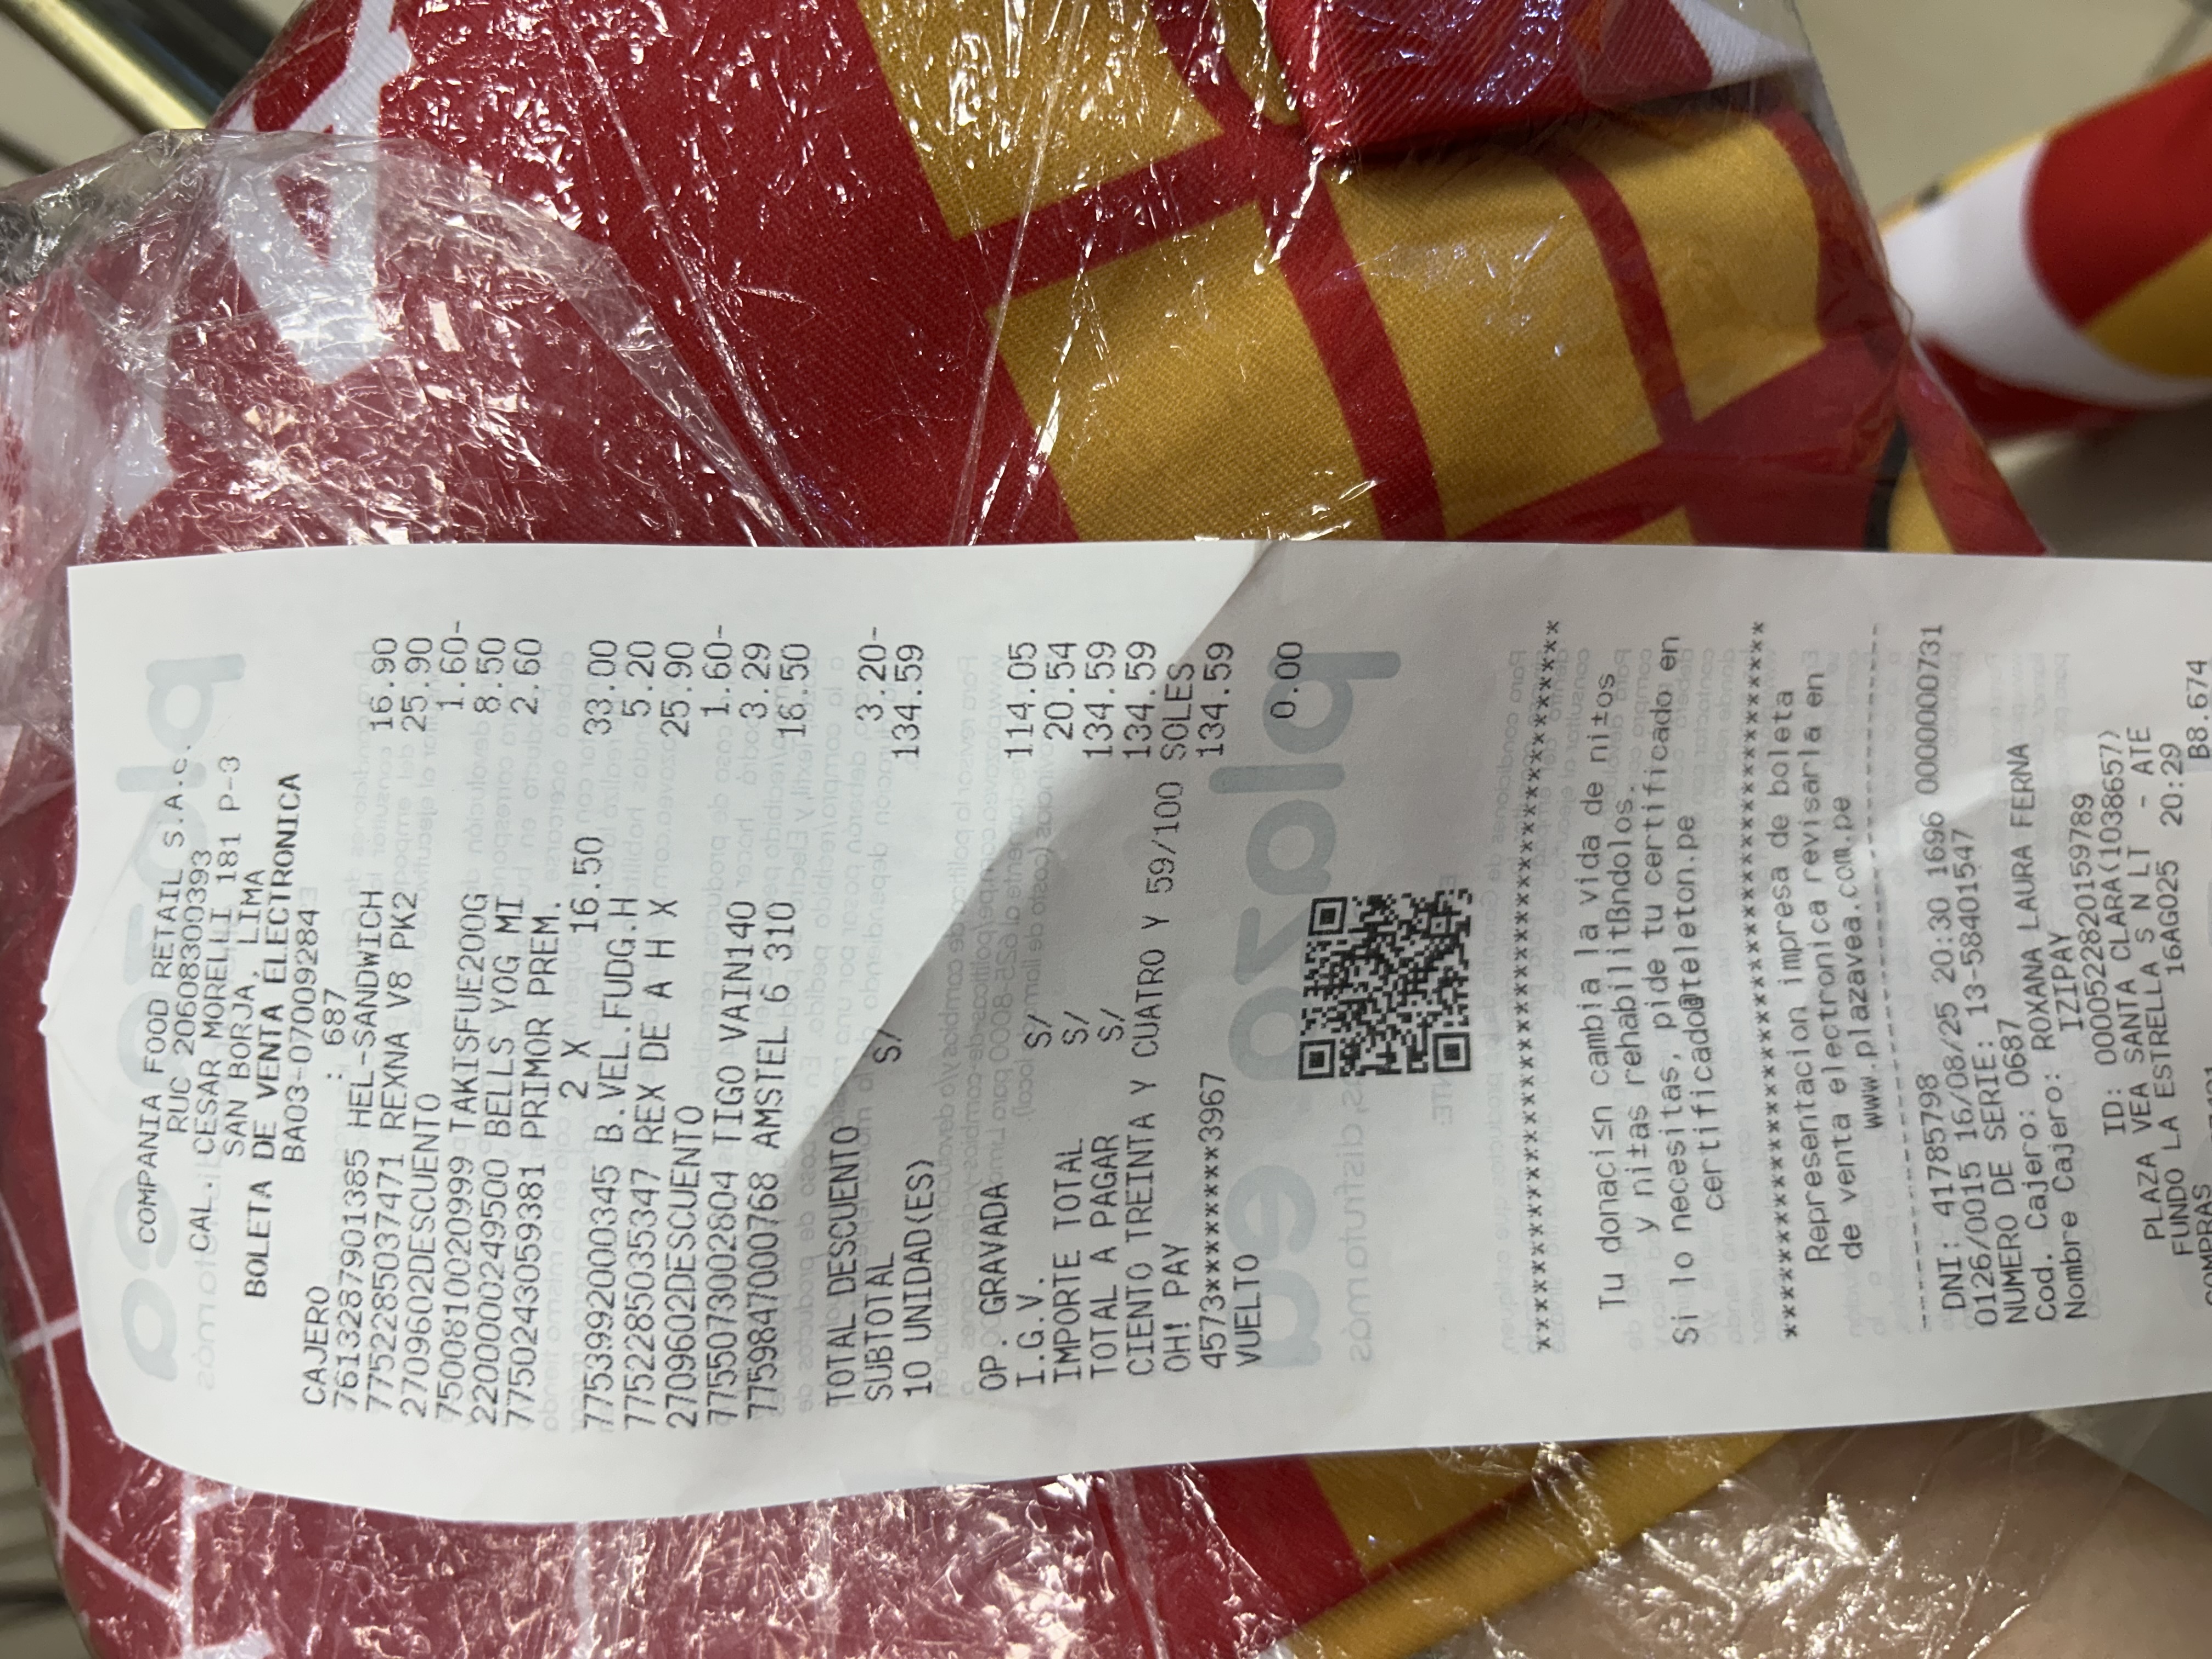 COMPANIA FOOD RETAIL S.A.c.
RUC 20608300393
CAL. CESAR MORELLI 181 P-3
SAN BORJA, LIMA
BOLETA DE VENTA ELECTRONICA
BA03-07009284
CAJERO : 687
7613287901385 HEL-SANDWICH 16.90
7752285037471 REXNA V8 PK2 25.90
2709602DESCUENTO 1.60-
7500810020999 TAKISFUE200G 8.50
2200000249500 BELLS YOG MI 2.60
7750243059381 PRIMOR PREM.
2 X 16.50 33.00
7753992000345 B.VEL.FUDG.H 5.20
7752285035347 REX DE A H X 25.90
2709602DESCUENTO 1.60-
7755073002804 TIGO VAIN140 3.29
7759847000768 AMSTEL 6 310 16.50
TOTAL DESCUENTO 3.20-
SUBTOTAL S/ 134.59
10 UNIDAD(ES)
OP. GRAVADA 114.05
I.G.V. S/ 20.54
IMPORTE TOTAL S/ 134.59
TOTAL A PAGAR S/ 134.59
CIENTO TREINTA Y CUATRO Y 59/100 SOLES
OH! PAY 134.59
4573********3967
VUELTO 0.00
****************************************
Tu donaci≤n cambia la vida de ni±os
y ni±as rehabilitßndolos.
Si lo necesitas, pide tu certificado en
certificado@teleton.pe
****************************************
Representacion impresa de boleta
de venta electronica revisarla en
www.plazavea.com.pe
DNI: 41785798
0126/0015 16/08/25 20:30 1696 0000000731
NUMERO DE SERIE: 13-58401547
Cod. Cajero: 0687
Nombre Cajero: ROXANA LAURA FERNA
IZIPAY
ID: 0000522820159789
PLAZA VEA SANTA CLARA(1038657)
FUNDO LA ESTRELLA S N LT - ATE
16AGO25 20:29
COMPRAS B8.674